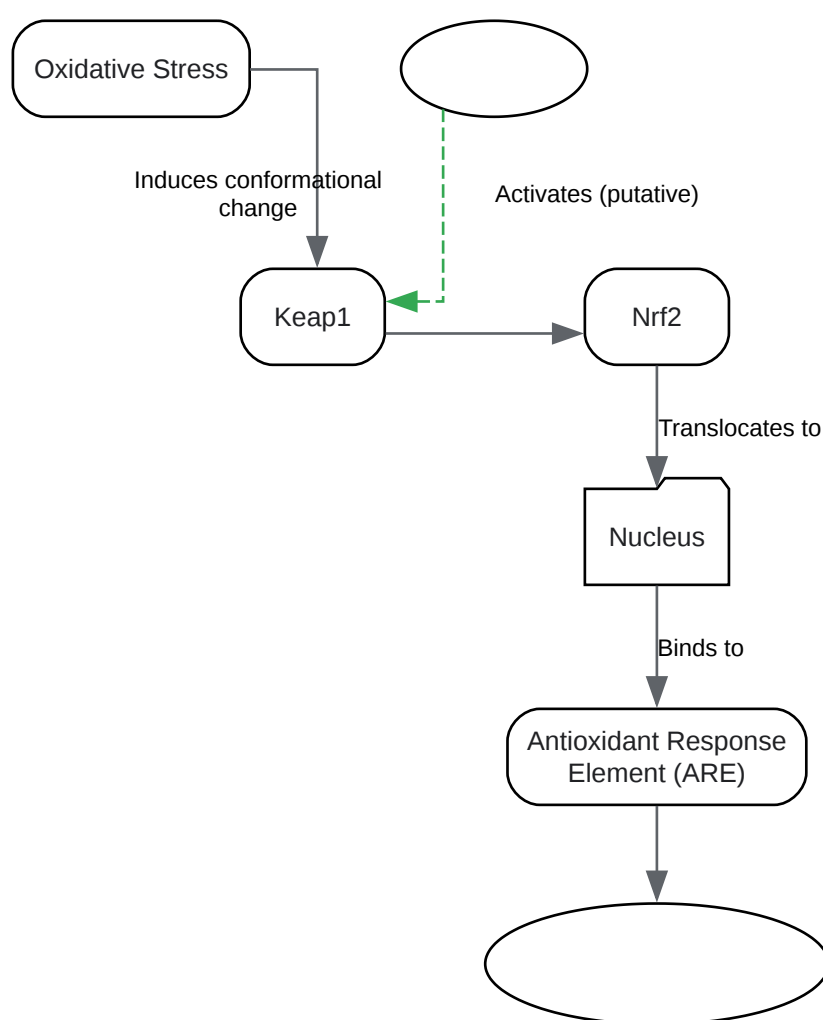 Oxidative Stress
Induces conformational
change
Activates (putative)
Keap1
Nrf2
Translocates to
Nucleus
Binds to
Antioxidant Response
Element (ARE)